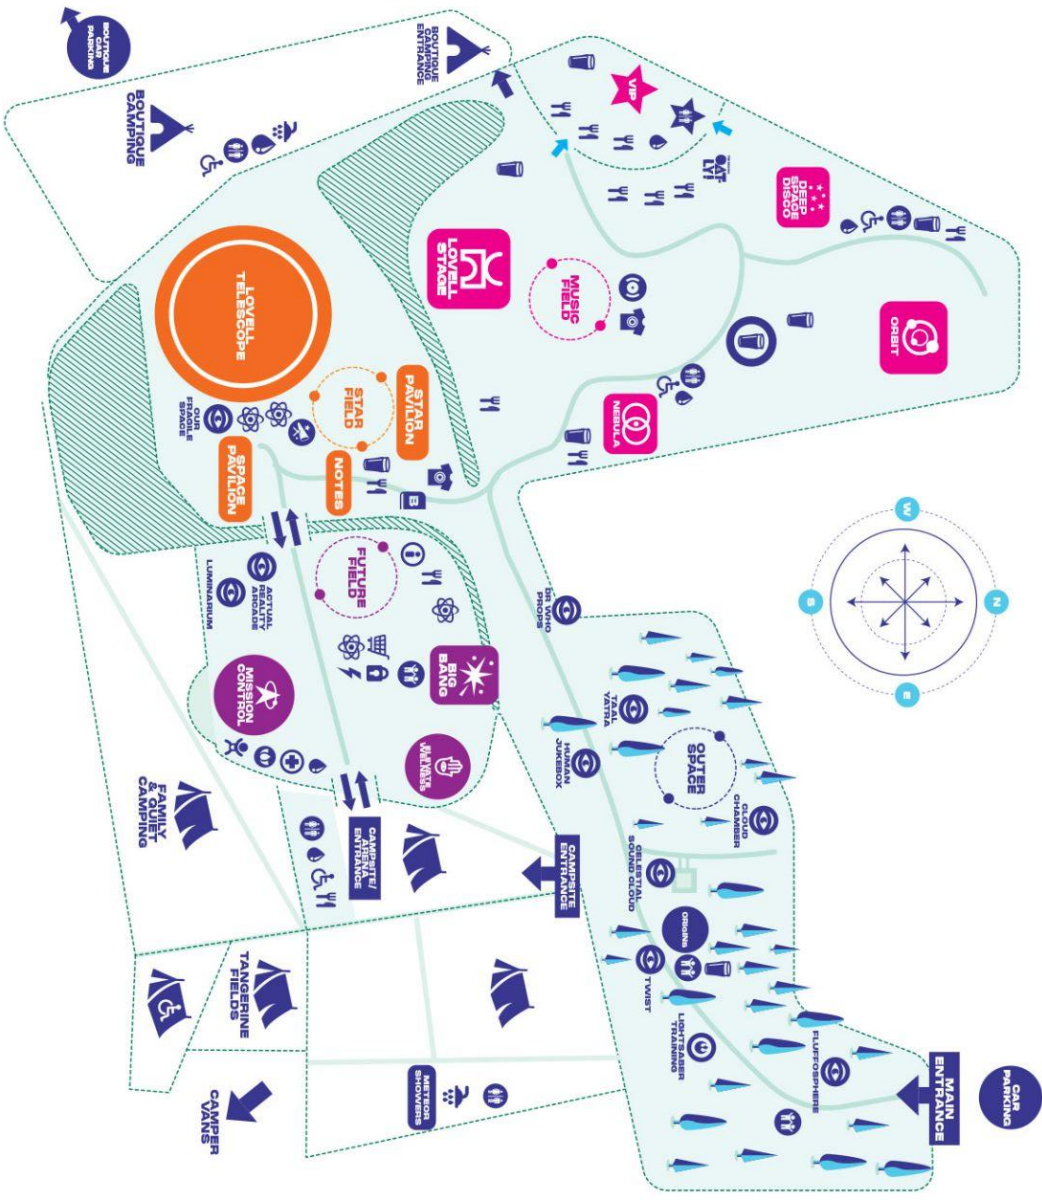 BOUTIQUE
CAR
PARKING
BOUTIQUE
CAMPING
BOUTIQUE
CAMPING
ENTRANCE
VIP
DEEP
SPACE
DISCO
ORBIT
LOVELL
STAGE
MUSIC
FIELD
NEBULA
LOVELL
TELESCOPE
STAR
FIELD
STAR
PAVILION
OUR
FRAGILE
SPACE
SPACE
PAVILION
NOTES
B
FUTURE
FIELD
ACTUAL
REALITY
ARCADE
LUMINARIUM
BIG
BANG
MISSION
CONTROL
ELEVATE
WELLNESS
DR WHO
PROPS
N
E
S
W
TAAL
YATRA
HUMAN
JUKEBOX
OUTER
SPACE
CLOUD
CHAMBER
CELESTIAL
SOUND CLOUD
ORIGINS
TWIST
LIGHTSABER
TRAINING
FLUFFOSPHERE
MAIN
ENTRANCE
CAR
PARKING
CAMPSITE
ENTRANCE
CAMPSITE/
ARENA
ENTRANCE
FAMILY
& QUIET
CAMPING
TANGERINE
FIELDS
CAMPER
VANS
METEOR
SHOWERS